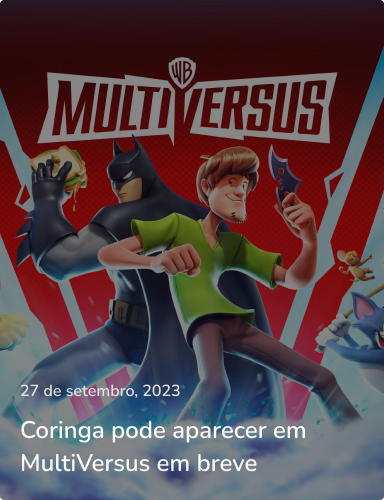 WB
MULTIVERSUS
27 de setembro, 2023
Coringa pode aparecer em
MultiVersus em breve